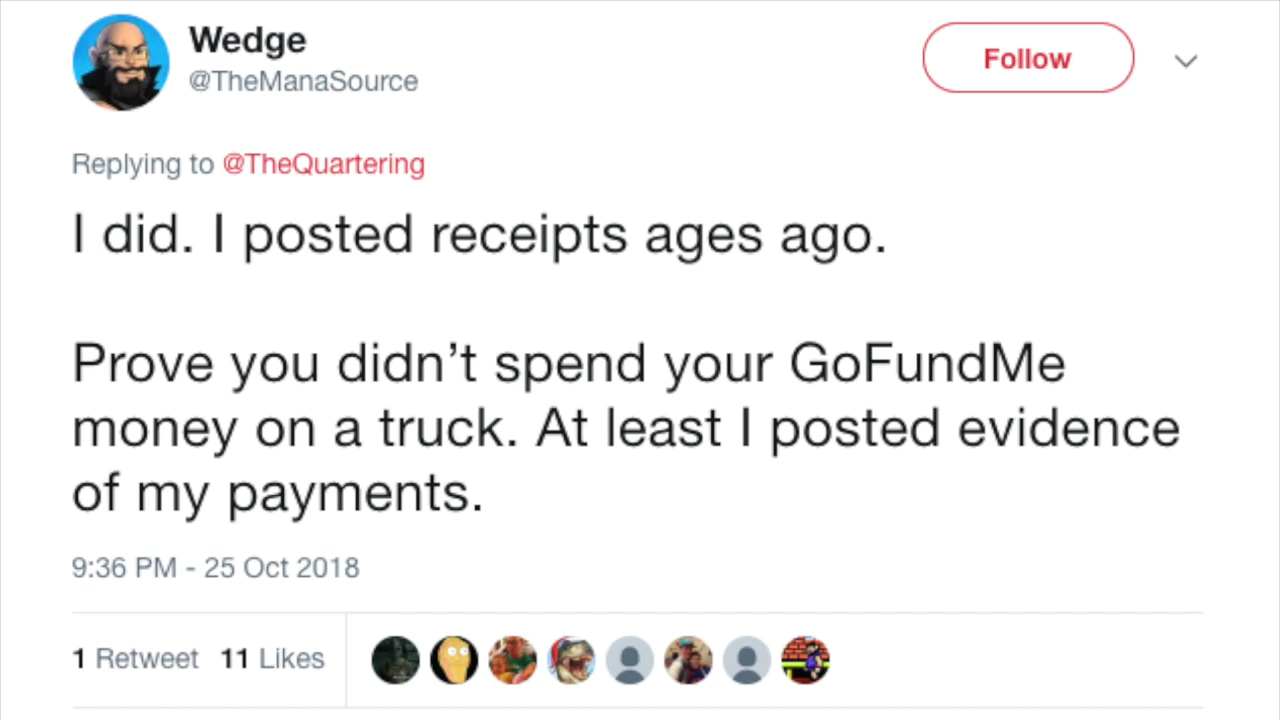 Wedge
@TheManaSource
Follow
Replying to @TheQuartering
I did. I posted receipts ages ago.
Prove you didn’t spend your GoFundMe
money on a truck. At least I posted evidence
of my payments.
9:36 PM - 25 Oct 2018
1 Retweet 11 Likes